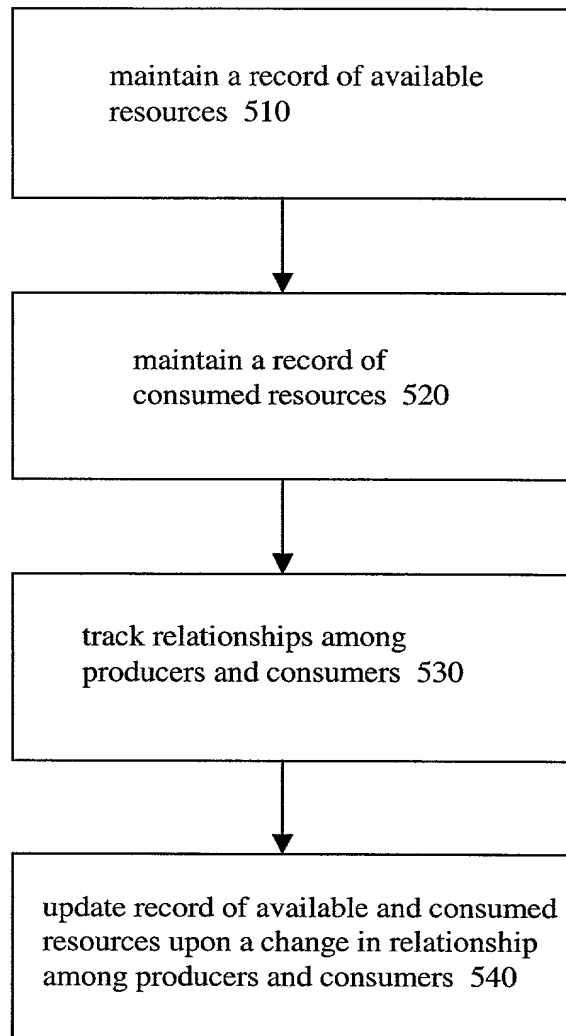 maintain a record of available
resources 510
maintain a record of
consumed resources 520
track relationships among
producers and consumers 530
update record of available and consumed
resources upon a change in relationship
among producers and consumers 540